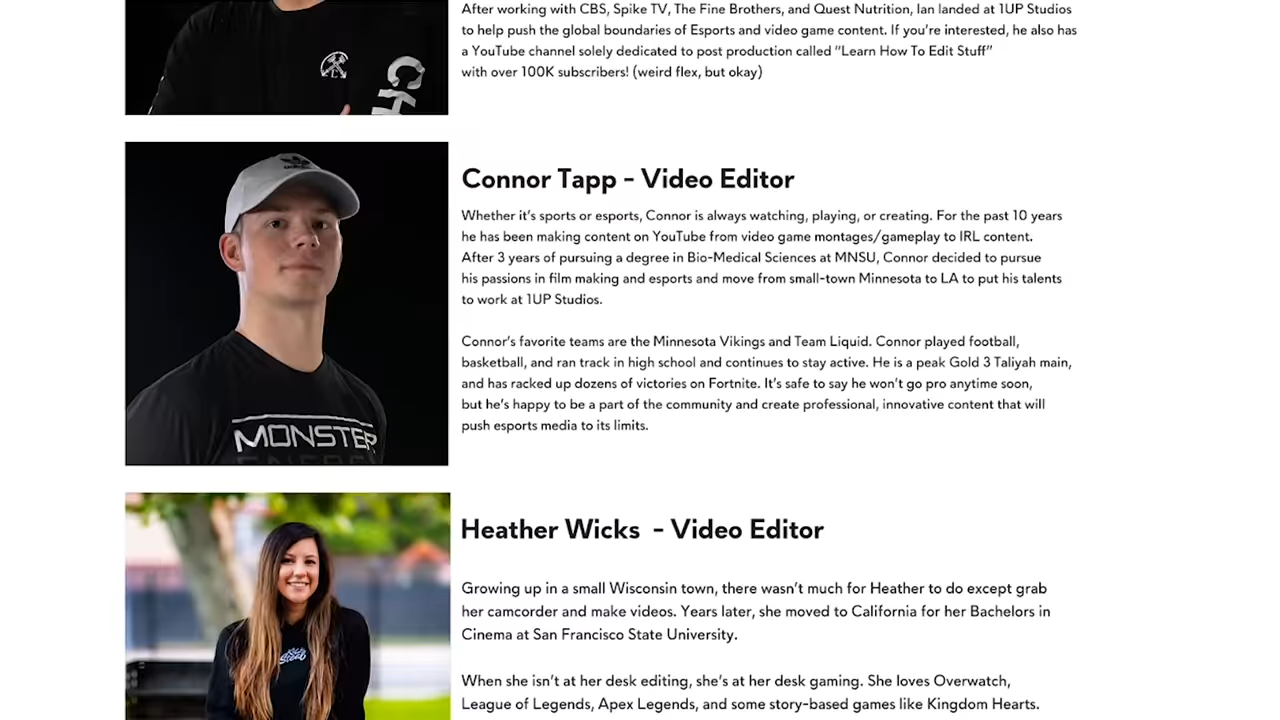 After working with CBS, Spike TV, The Fine Brothers, and Quest Nutrition, Ian landed at 1UP Studios
to help push the global boundaries of Esports and video game content. If you're interested, he also has
a YouTube channel solely dedicated to post production called "Learn How To Edit Stuff"
with over 100K subscribers! (weird flex, but okay)
CH
Connor Tapp - Video Editor
Whether it's sports or esports, Connor is always watching, playing, or creating. For the past 10 years
he has been making content on YouTube from video game montages/gameplay to IRL content.
After 3 years of pursuing a degree in Bio-Medical Sciences at MNSU, Connor decided to pursue
his passions in film making and esports and move from small-town Minnesota to LA to put his talents
to work at 1UP Studios.
Connor's favorite teams are the Minnesota Vikings and Team Liquid. Connor played football,
basketball, and ran track in high school and continues to stay active. He is a peak Gold 3 Taliyah main,
and has racked up dozens of victories on Fortnite. It's safe to say he won't go pro anytime soon,
but he's happy to be a part of the community and create professional, innovative content that will
push esports media to its limits.
MONSTER
ENERGY
Heather Wicks - Video Editor
Growing up in a small Wisconsin town, there wasn't much for Heather to do except grab
her camcorder and make videos. Years later, she moved to California for her Bachelors in
Cinema at San Francisco State University.
When she isn't at her desk editing, she's at her desk gaming. She loves Overwatch,
League of Legends, Apex Legends, and some story-based games like Kingdom Hearts.